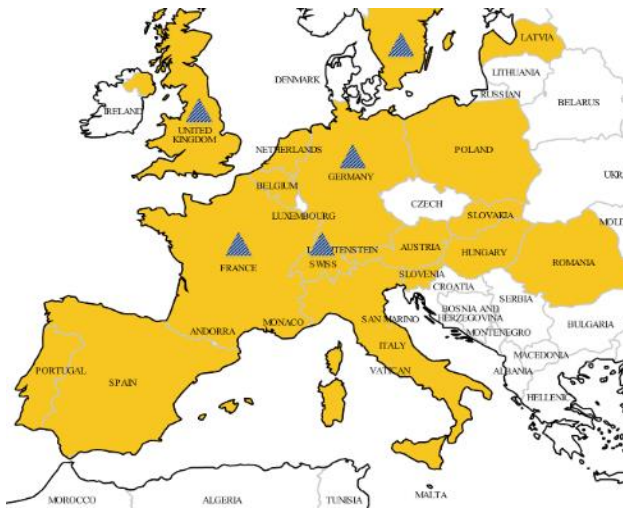 LATVIA
LITHUANIA
DENMARK
RUSSIAN
BELARUS
IRELAND
UNITED
KINGDOM
NETHERLANDS
POLAND
GERMANY
BELGIUM
CZECH
LUXEMBOURG
SLOVAKIA
AUSTRIA
HUNGARY
SWISS
FRANCE
ROMANIA
SLOVENIA
CROATIA
SERBIA
BOSNIA AND
HERZEGOVINA
MONACO
SAN MARINO
ANDORRA
MONTENEGRO
BULGARIA
ITALY
MACEDONIA
VATICAN
ALBANIA
PORTUGAL
SPAIN
HELLENIC
MALTA
MOROCCO
ALGERIA
TUNISIA